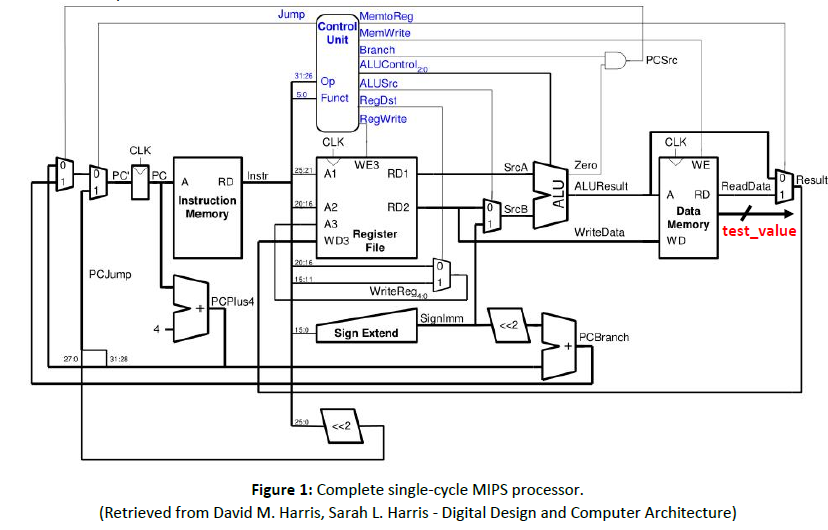 Jump
MemtoReg
Control
Unit
MemWrite
Branch
ALUControl2:0
PCSrc
31:26
Op
ALUSrc
5:0
Funct
RegDst
RegWrite
CLK
CLK
CLK
0
1
0
1
PC'
PC
A
RD
Instruction
Memory
Instr
25:21
A1
WE3
RD1
20:16
A2
RD2
A3
WD3
Register
File
SrcA
0
1
SrcB
ALU
Zero
ALUResult
WriteData
WE
A
RD
Data
Memory
WD
ReadData
0
1
Result
test_value
20:16
15:11
0
1
WriteReg4:0
PCJump
+
PCPlus4
4
15:0
Sign Extend
SignImm
<<2
+
PCBranch
27:0
31:28
25:0
<<2
Figure 1: Complete single-cycle MIPS processor.
(Retrieved from David M. Harris, Sarah L. Harris - Digital Design and Computer Architecture)